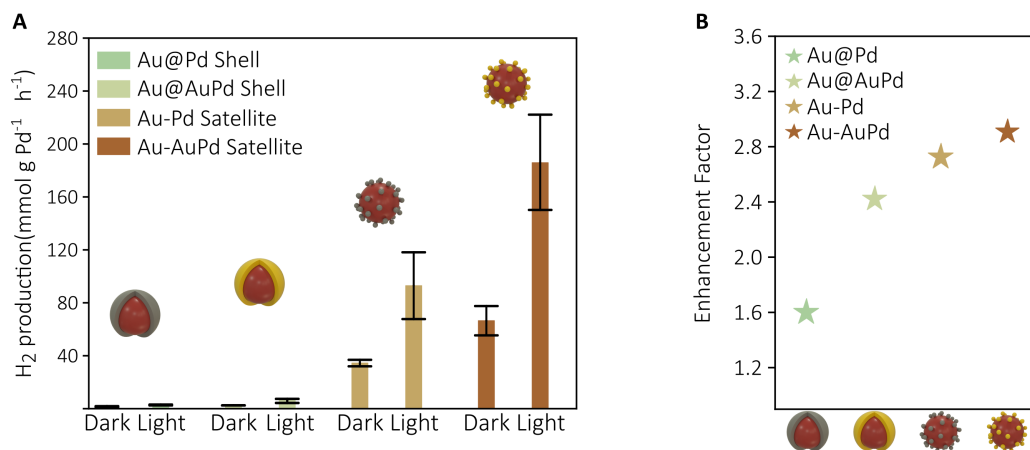 A
H2 production(mmol g Pd-1 h-1)
280
240
200
160
120
80
40
Au@Pd Shell
Au@AuPd Shell
Au-Pd Satellite
Au-AuPd Satellite
Dark Light
Dark Light
Dark Light
Dark Light
B
Enhancement Factor
3.6
3.2
2.8
2.4
2.0
1.6
1.2
Au@Pd
Au@AuPd
Au-Pd
Au-AuPd